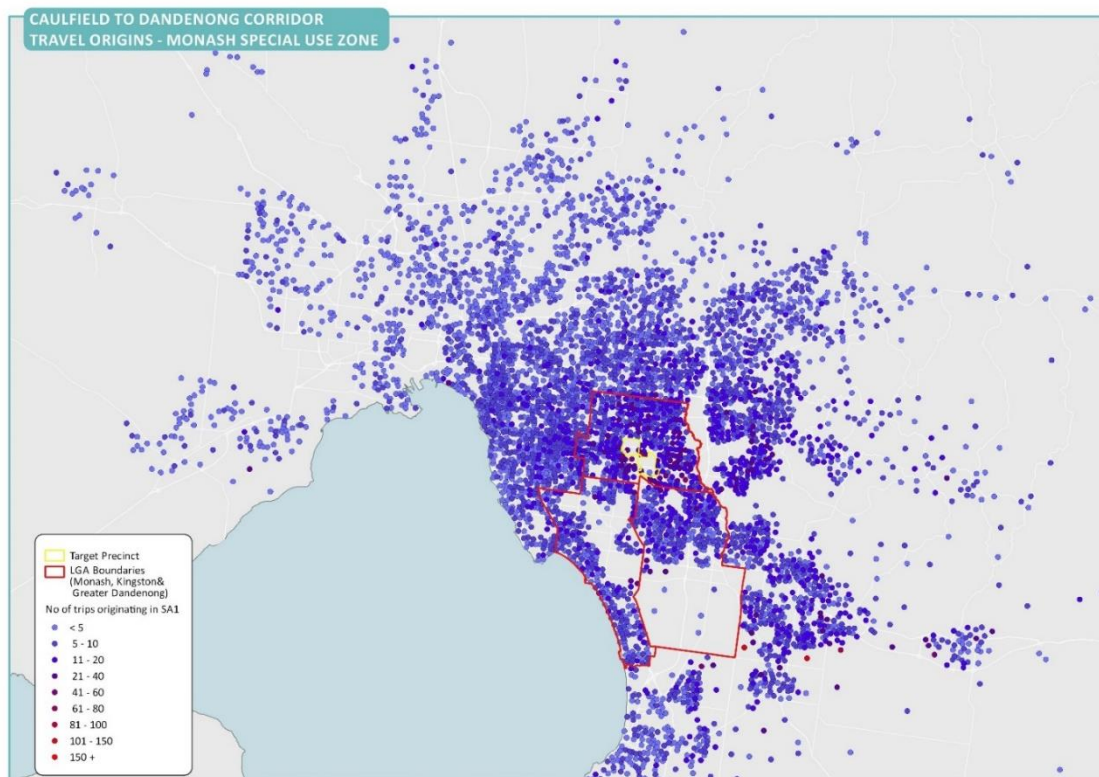 CAULFIELD TO DANDENONG CORRIDOR
TRAVEL ORIGINS - MONASH SPECIAL USE ZONE
Target Precinct
LGA Boundaries
(Monash, Kingston&
Greater Dandenong)
No of trips originating in SA1
< 5
5 - 10
11 - 20
21 - 40
41 - 60
61 - 80
81 - 100
101 - 150
150 +